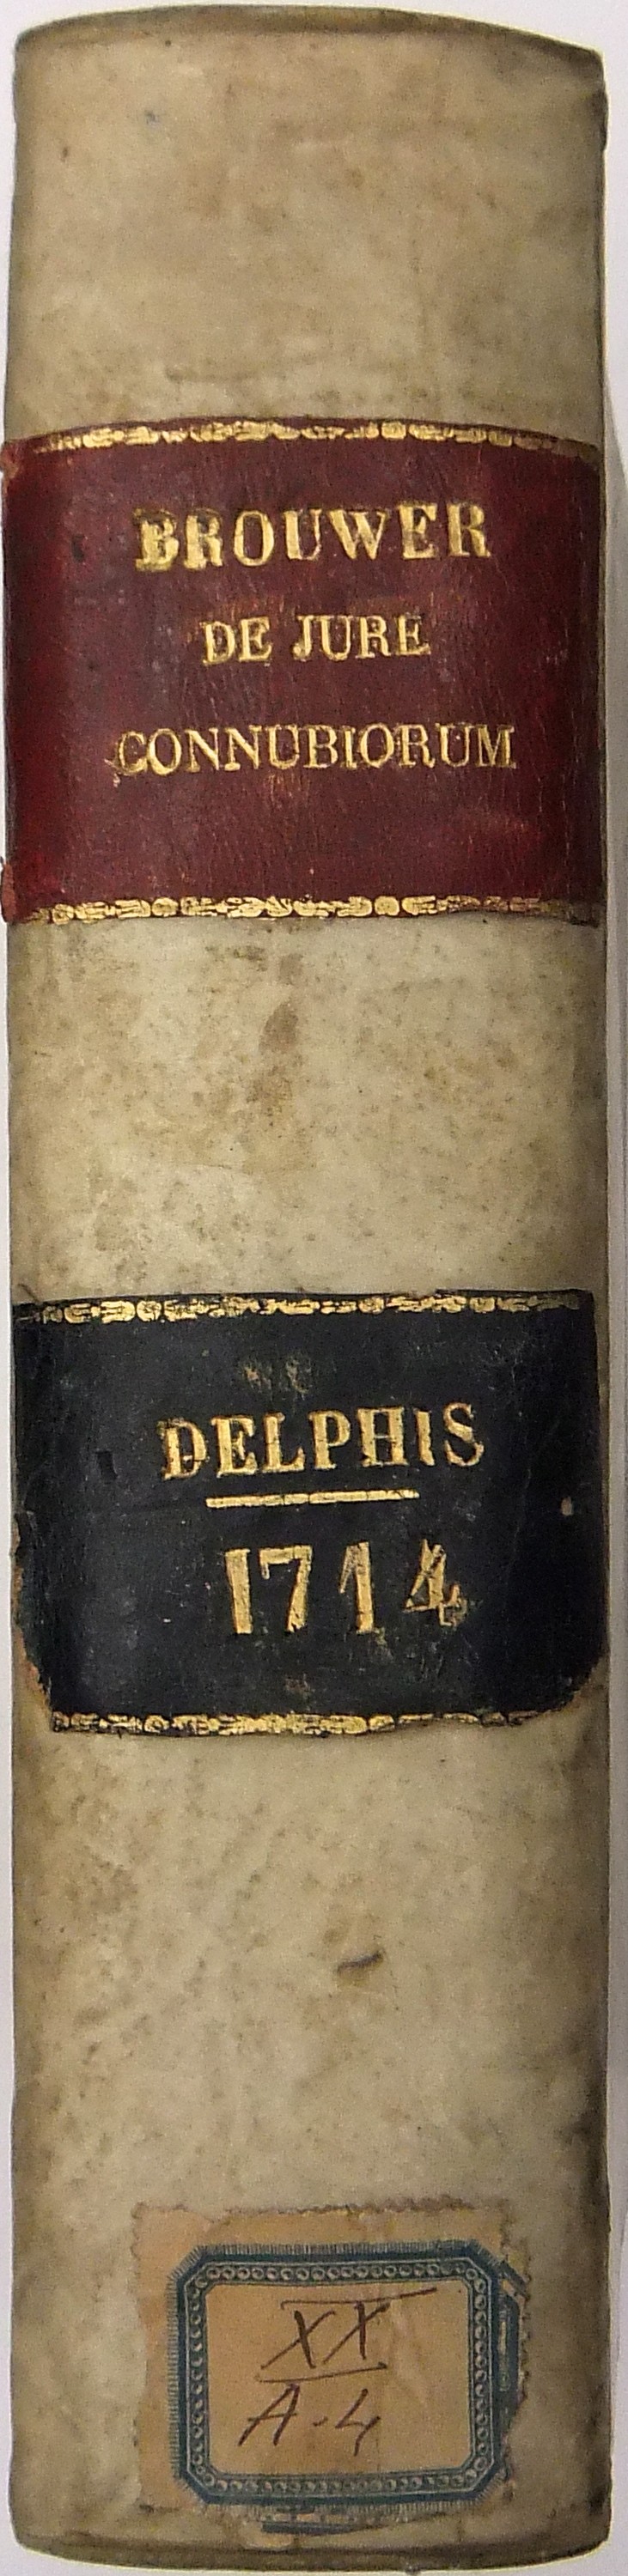 BROUWER
DE JURE
CONNUBIORUM
DELPHIS
1714
XX
A-4